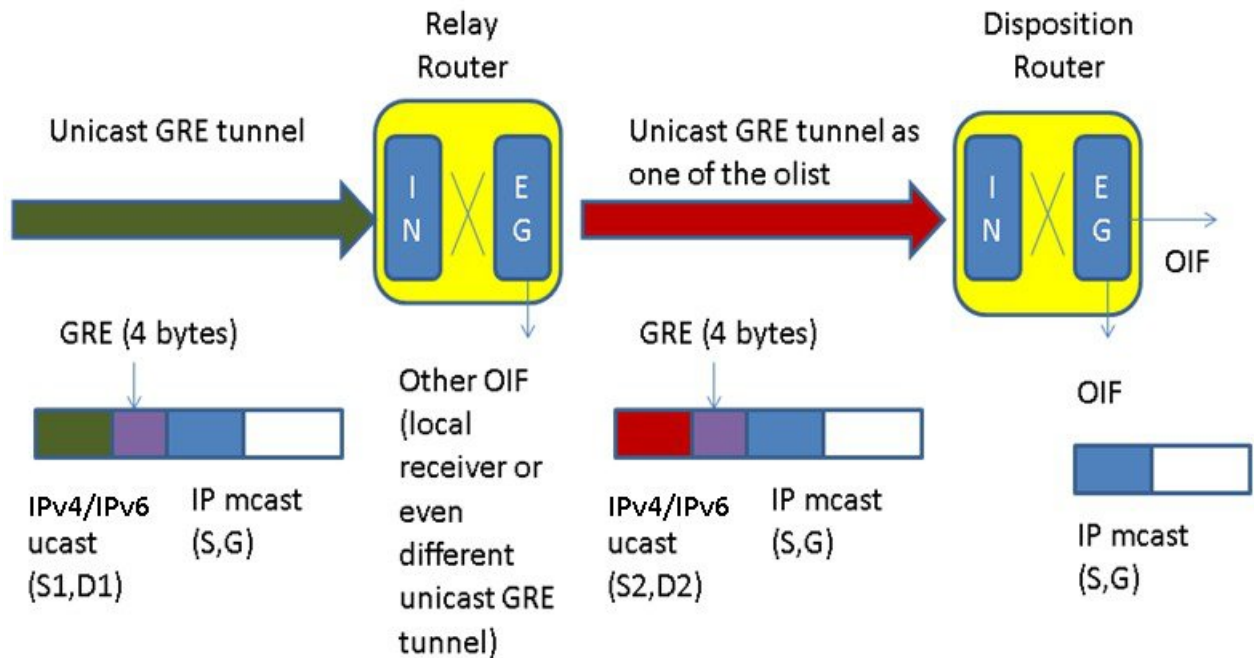 Relay
Router
Disposition
Router
Unicast GRE tunnel
Unicast GRE tunnel as
one of the olist
I
N
E
G
I
N
E
G
OIF
GRE (4 bytes)
IPv4/IPv6
ucast
(S1,D1)
IP mcast
(S,G)
Other OIF
(local
receiver or
even
different
unicast GRE
tunnel)
GRE (4 bytes)
IPv4/IPv6
ucast
(S2,D2)
IP mcast
(S,G)
OIF
IP mcast
(S,G)